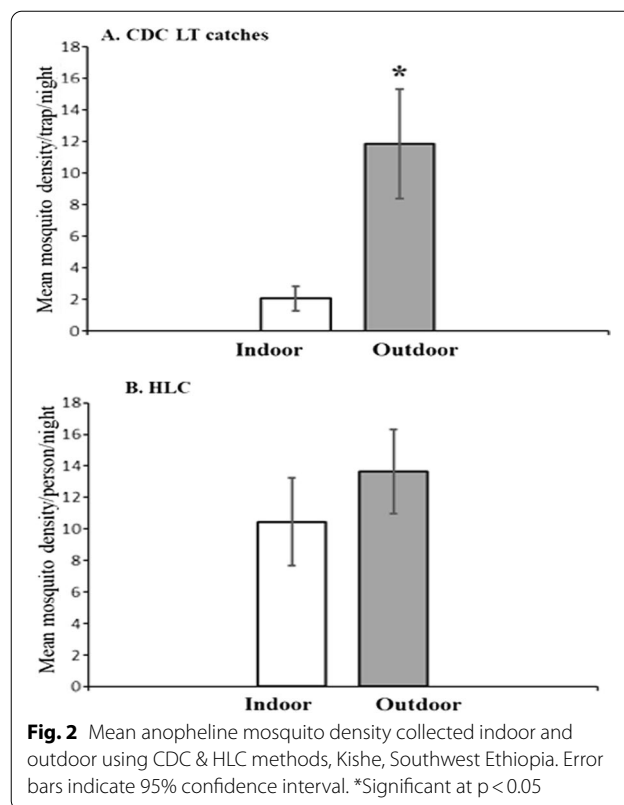 A. CDC LT catches
Mean mosquito density/trap/night
18
16
14
12
10
8
6
4
2
0
*
Indoor Outdoor
B. HLC
Mean mosquito density/person/night
18
16
14
12
10
8
6
4
2
0
Indoor Outdoor
Fig. 2 Mean anopheline mosquito density collected indoor and
outdoor using CDC & HLC methods, Kishe, Southwest Ethiopia. Error
bars indicate 95% confidence interval. *Significant at p < 0.05